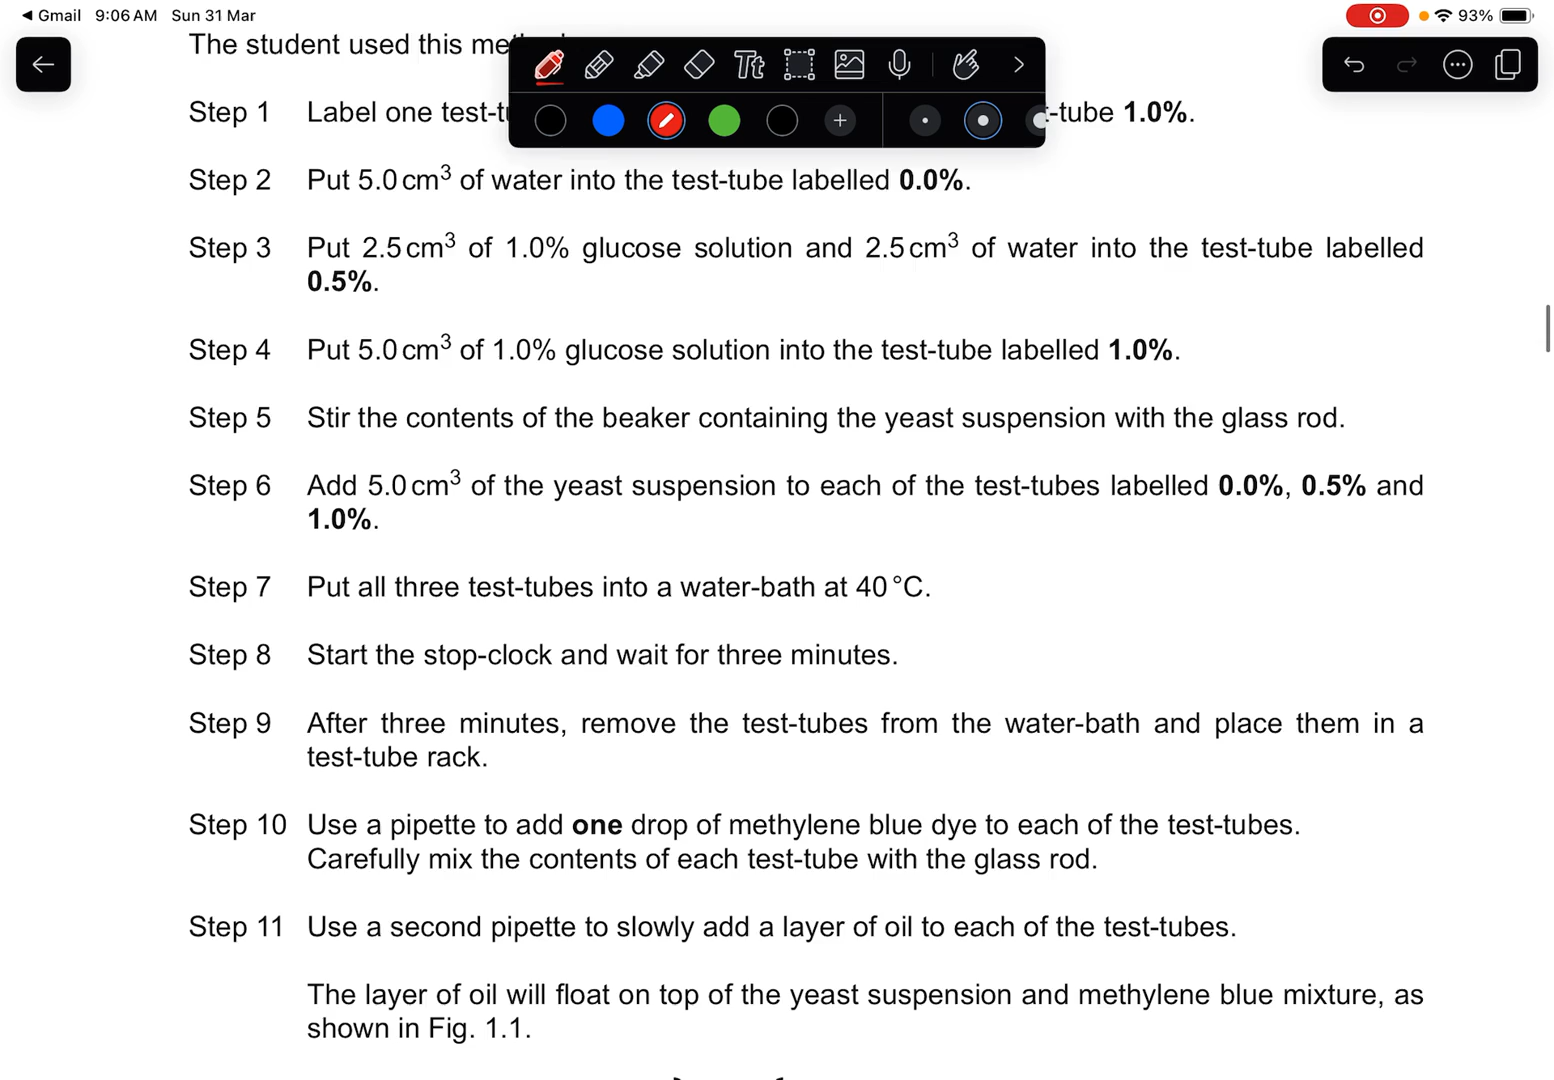 Gmail 9:06 AM Sun 31 Mar 93%
The student used this
Tt
Step 1 Label one -tube 1.0%.
Step 2 Put 5.0 cm³ of water into the test-tube labelled 0.0%.
Step 3 Put 2.5 cm³ of 1.0% glucose solution and 2.5 cm³ of water into the test-tube labelled
0.5%.
Step 4 Put 5.0 cm³ of 1.0% glucose solution into the test-tube labelled 1.0%.
Step 5 Stir the contents of the beaker containing the yeast suspension with the glass rod.
Step 6 Add 5.0 cm³ of the yeast suspension to each of the test-tubes labelled 0.0%, 0.5% and
1.0%.
Step 7 Put all three test-tubes into a water-bath at 40 °C.
Step 8 Start the stop-clock and wait for three minutes.
Step 9 After three minutes, remove the test-tubes from the water-bath and place them in a
test-tube rack.
Step 10 Use a pipette to add one drop of methylene blue dye to each of the test-tubes.
Carefully mix the contents of each test-tube with the glass rod.
Step 11 Use a second pipette to slowly add a layer of oil to each of the test-tubes.
The layer of oil will float on top of the yeast suspension and methylene blue mixture, as
shown in Fig. 1.1.